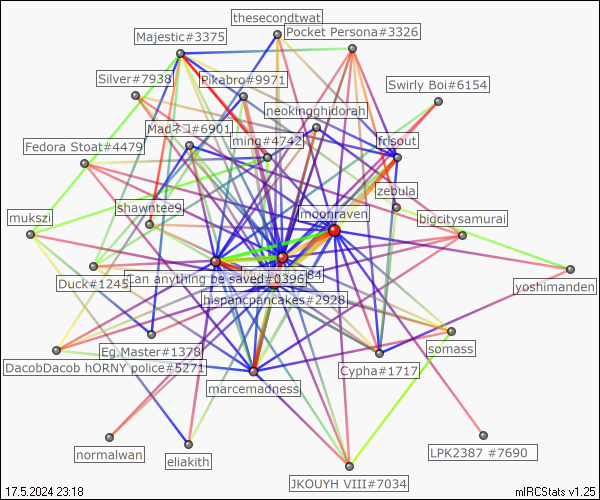 thesecondtwat
Pocket Persona#3326
Majestic#3375
Silver#7938
Pikabro#9971
Swirly Boi#6154
neokingghidorah
Madネコ#6901
ming#4742
frisout
Fedora Stoat#4479
zebula
shawntee9
moonraven
bigcitysamurai
mukszi
Duck#1245
Can anything be saved#0396
84
yoshimanden
hispancpancakes#2928
Eg.Master#1378
somass
DacobDacob hORNY police#5271
Cypha#1717
marcemadness
normalwan
eliakith
LPK2387 #7690
JKOUYH VIII#7034
17.5.2024 23:18
mIRCStats v1.25